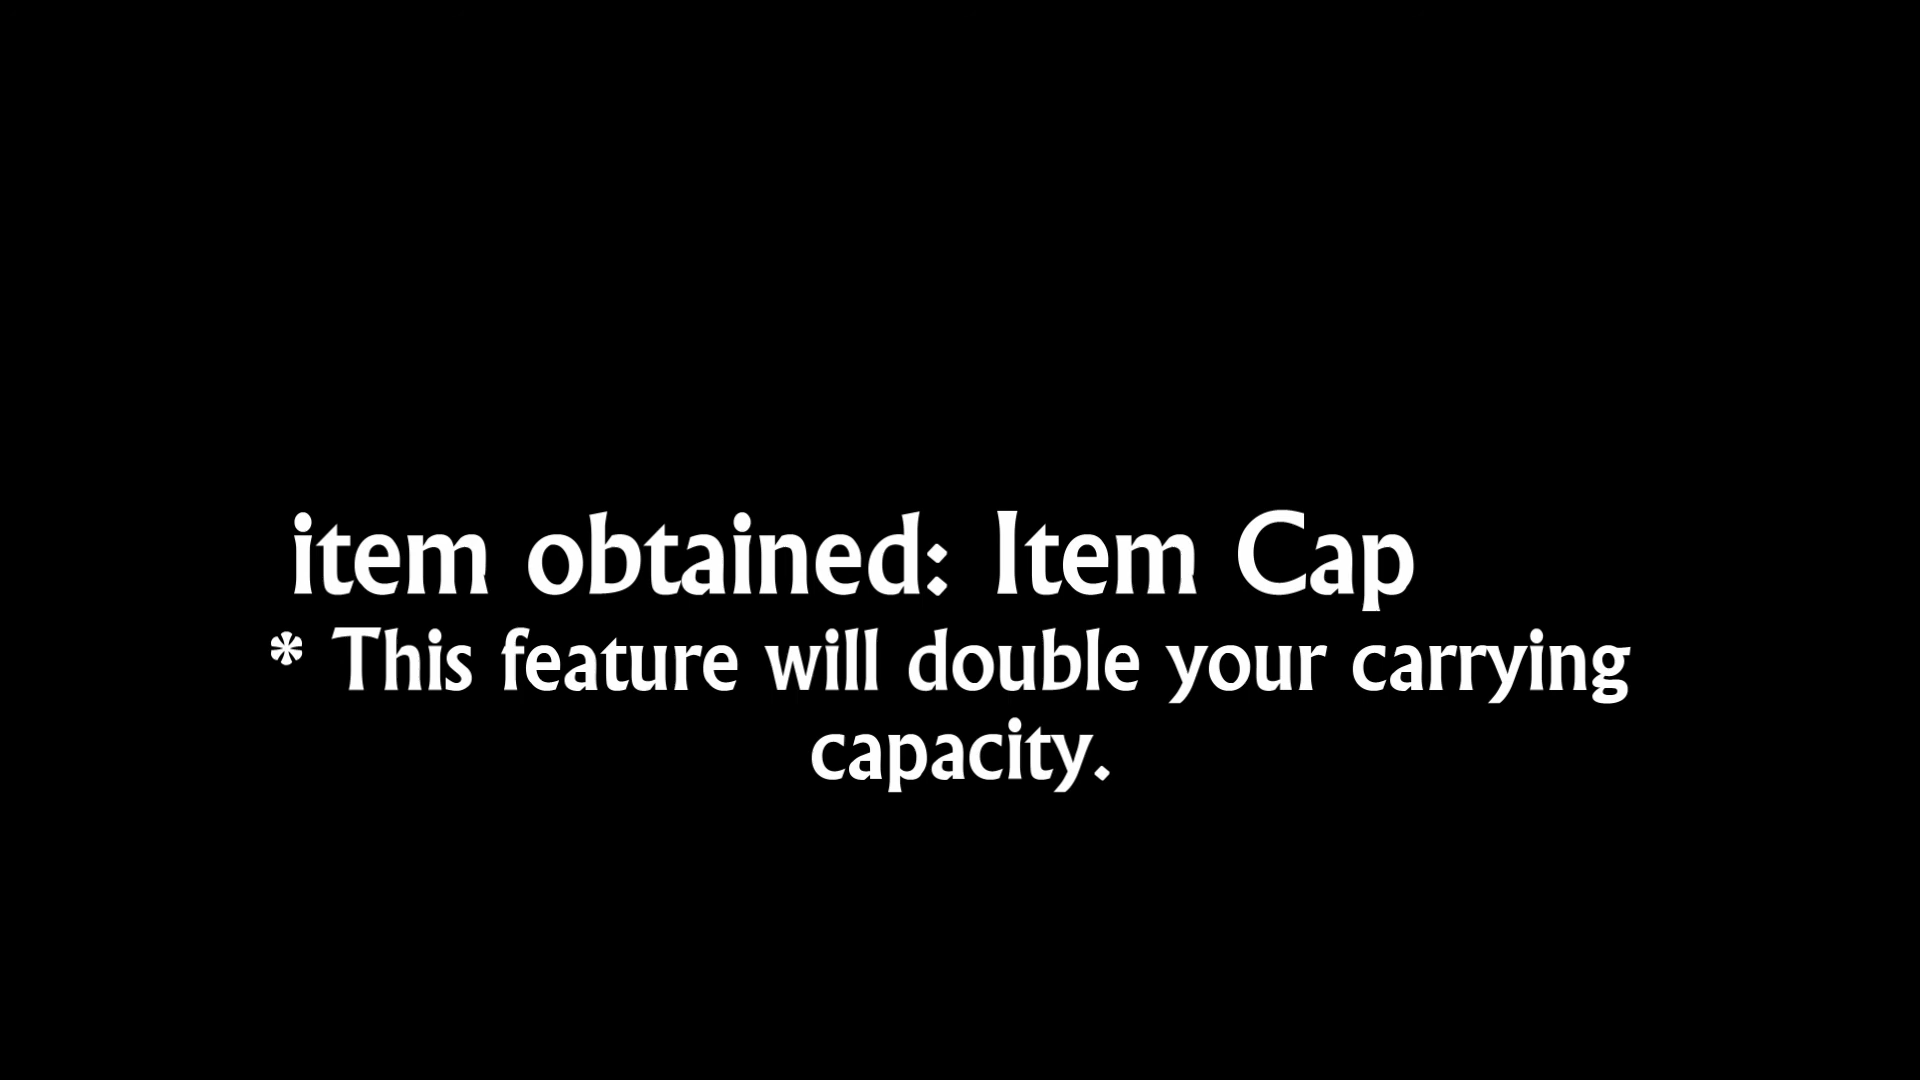 item obtained: Item Cap
* This feature will double your carrying
capacity.